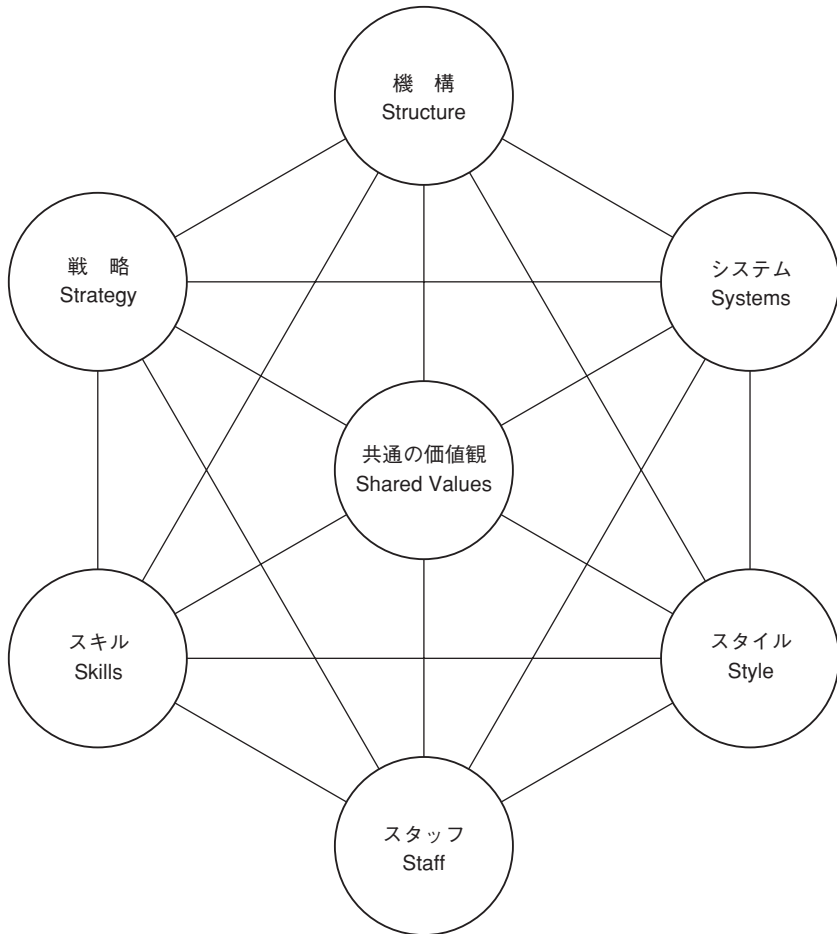 機　構
Structure
戦　略
Strategy
システム
Systems
共通の価値観
Shared Values
スキル
Skills
スタイル
Style
スタッフ
Staff